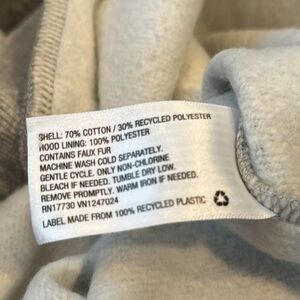 SHELL: 70% COTTON / 30% RECYCLED POLYESTER
HOOD LINING: 100% POLYESTER
CONTAINS FAUX FUR
MACHINE WASH COLD SEPARATELY.
GENTLE CYCLE. ONLY NON-CHLORINE
BLEACH IF NEEDED. TUMBLE DRY LOW.
REMOVE PROMPTLY. WARM IRON IF NEEDED.
RN17730 VN1247024
LABEL MADE FROM 100% RECYCLED PLASTIC